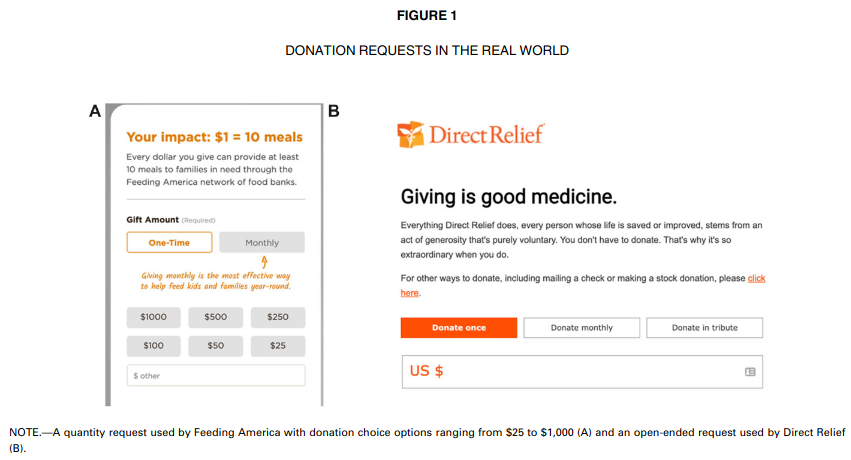 FIGURE 1
DONATION REQUESTS IN THE REAL WORLD
A
Your impact: $1 = 10 meals
Every dollar you give can provide at least
10 meals to families in need through the
Feeding America network of food banks.
Gift Amount (Required)
One-Time
Monthly
Giving monthly is the most effective way
to help feed kids and families year-round.
$1000
$500
$250
$100
$50
$25
$ other
B
DirectRelief
Giving is good medicine.
Everything Direct Relief does, every person whose life is saved or improved, stems from an
act of generosity that's purely voluntary. You don't have to donate. That's why it's so
extraordinary when you do.
For other ways to donate, including mailing a check or making a stock donation, please click
here.
Donate once
Donate monthly
Donate in tribute
US $
NOTE.—A quantity request used by Feeding America with donation choice options ranging from $25 to $1,000 (A) and an open-ended request used by Direct Relief
(B).